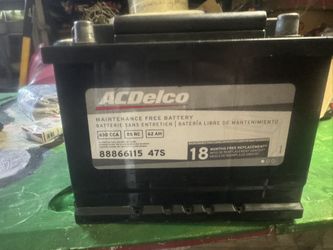 ACDelco
MAINTENANCE FREE BATTERY
BATTERIE SANS ENTRETIEN | BATERÍA LIBRE DE MANTENIMIENTO
630 CCA
95 RC
62 AH
88866115 47S
18
MONTHS FREE REPLACEMENT